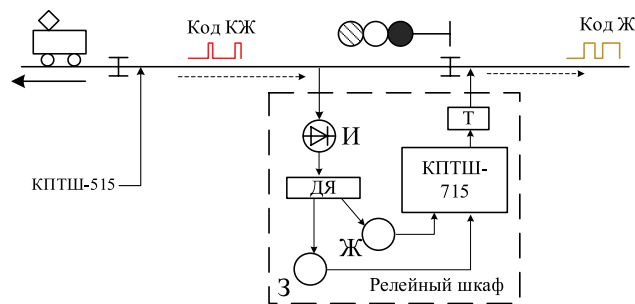 Код КЖ
Код Ж
И
Т
КПТШ-515
ДЯ
КПТШ-
715
Ж
З
Релейный шкаф